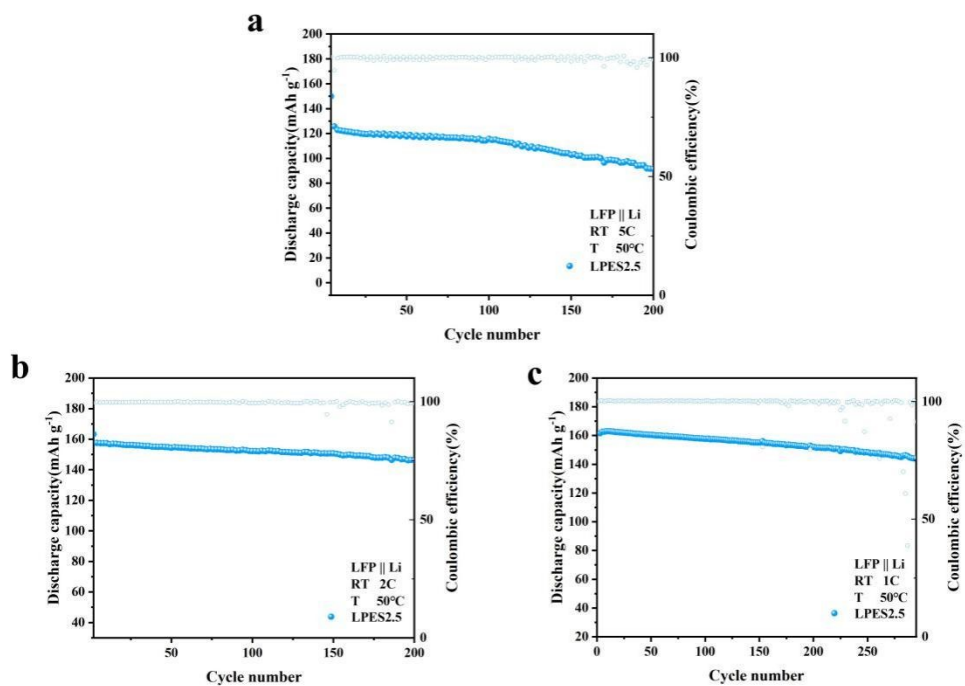 a
200
180
160
140
120
100
80
60
40
20
0
Discharge capacity(mAh g⁻¹)
100
50
0
Coulombic efficiency(%)
LFP || Li
RT 5C
T 50°C
LPES2.5
50 100 150 200
Cycle number
b
200
180
160
140
120
100
80
60
40
Discharge capacity(mAh g⁻¹)
100
50
0
Coulombic efficiency(%)
LFP || Li
RT 2C
T 50°C
LPES2.5
50 100 150 200
Cycle number
c
200
180
160
140
120
100
80
60
40
20
Discharge capacity(mAh g⁻¹)
100
50
0
Coulombic efficiency(%)
LFP || Li
RT 1C
T 50°C
LPES2.5
0 50 100 150 200 250
Cycle number